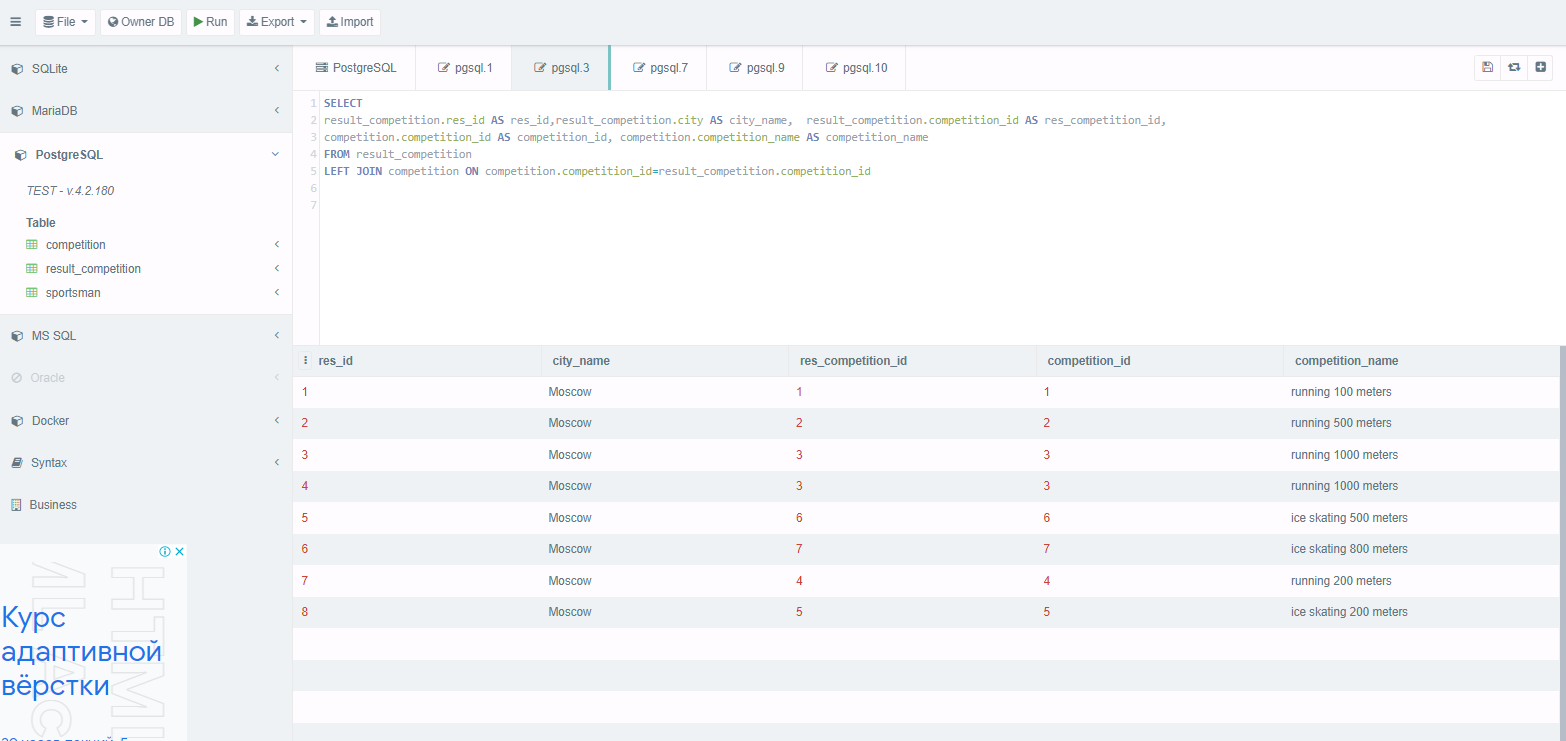 File Owner DB Run Export Import
SQLite
MariaDB
PostgreSQL
TEST - v.4.2.180
Table
competition
result_competition
sportsman
MS SQL
Oracle
Docker
Syntax
Business
Курс
адаптивной
вёрстки
PostgreSQL pgsql.1 pgsql.3 pgsql.7 pgsql.9 pgsql.10
1 SELECT
2 result_competition.res_id AS res_id,result_competition.city AS city_name,  result_competition.competition_id AS res_competition_id,
3 competition.competition_id AS competition_id, competition.competition_name AS competition_name
4 FROM result_competition
5 LEFT JOIN competition ON competition.competition_id=result_competition.competition_id
6
7
res_id city_name res_competition_id competition_id competition_name
1 Moscow 1 1 running 100 meters
2 Moscow 2 2 running 500 meters
3 Moscow 3 3 running 1000 meters
4 Moscow 3 3 running 1000 meters
5 Moscow 6 6 ice skating 500 meters
6 Moscow 7 7 ice skating 800 meters
7 Moscow 4 4 running 200 meters
8 Moscow 5 5 ice skating 200 meters